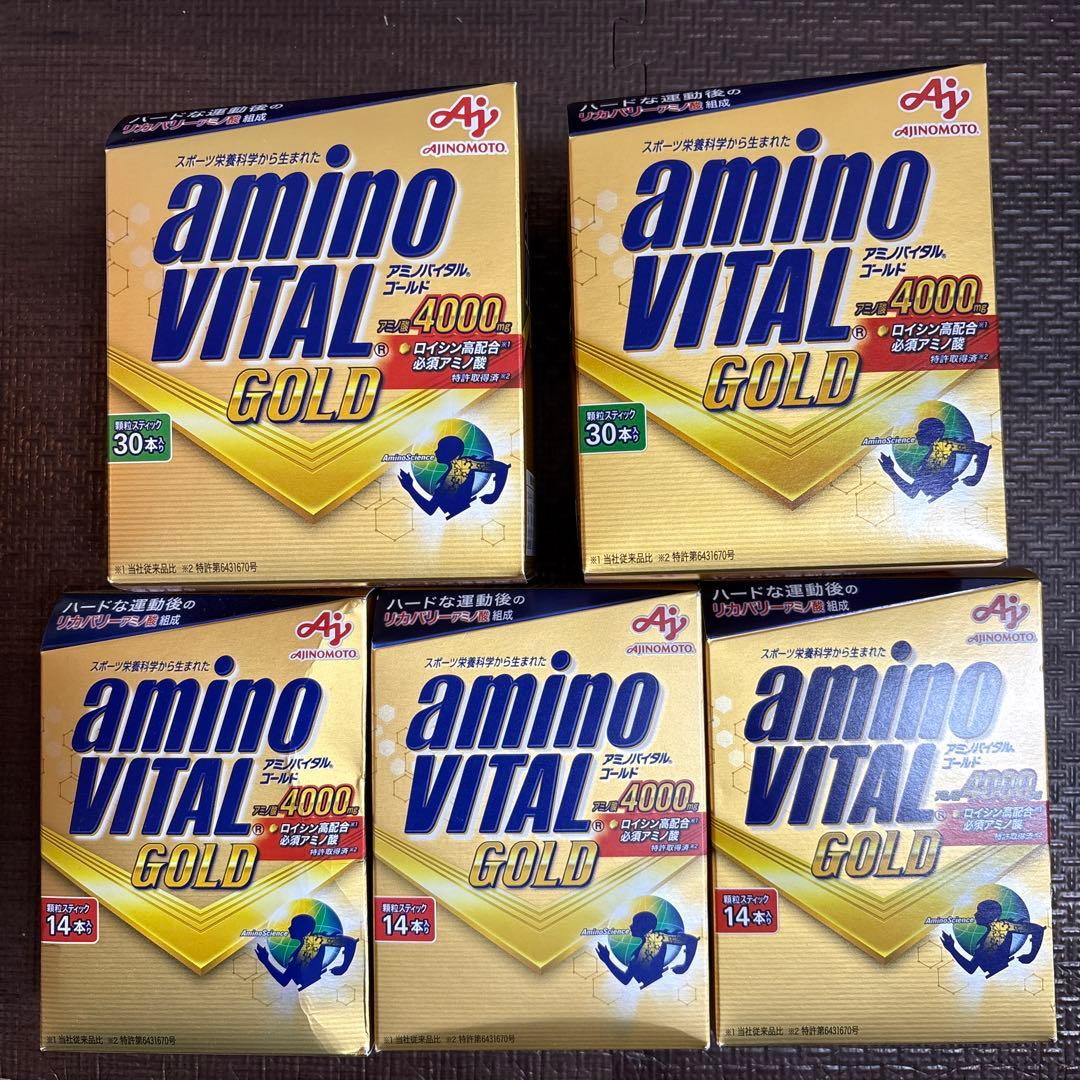 ハードな運動後の
リカバリーアミノ酸 組成
Aj
AJINOMOTO®
スポーツ栄養科学から生まれた
amino
VITAL®
アミノバイタル®
ゴールド
アミノ酸4000mg
ロイシン高配合※1
必須アミノ酸
特許取得済※2
GOLD
顆粒スティック
30本入り
AminoScience
※1 当社従来品比 ※2 特許第6431670号
ハードな運動後の
リカバリーアミノ酸 組成
Aj
AJINOMOTO®
スポーツ栄養科学から生まれた
amino
VITAL®
アミノバイタル®
ゴールド
アミノ酸4000mg
ロイシン高配合※1
必須アミノ酸
特許取得済※2
GOLD
顆粒スティック
30本入り
AminoScience
※1 当社従来品比 ※2 特許第6431670号
ハードな運動後の
リカバリーアミノ酸 組成
Aj
AJINOMOTO®
スポーツ栄養科学から生まれた
amino
VITAL®
アミノバイタル®
ゴールド
アミノ酸4000mg
ロイシン高配合※1
必須アミノ酸
特許取得済※2
GOLD
顆粒スティック
14本入り
AminoScience
※1 当社従来品比 ※2 特許第6431670号
ハードな運動後の
リカバリーアミノ酸 組成
Aj
AJINOMOTO®
スポーツ栄養科学から生まれた
amino
VITAL®
アミノバイタル®
ゴールド
アミノ酸4000mg
ロイシン高配合※1
必須アミノ酸
特許取得済※2
GOLD
顆粒スティック
14本入り
AminoScience
※1 当社従来品比 ※2 特許第6431670号
ハードな運動後の
リカバリーアミノ酸 組成
Aj
AJINOMOTO®
スポーツ栄養科学から生まれた
amino
VITAL®
アミノバイタル®
ゴールド
アミノ酸4000mg
ロイシン高配合※1
必須アミノ酸
特許取得済※2
GOLD
顆粒スティック
14本入り
AminoScience
※1 当社従来品比 ※2 特許第6431670号